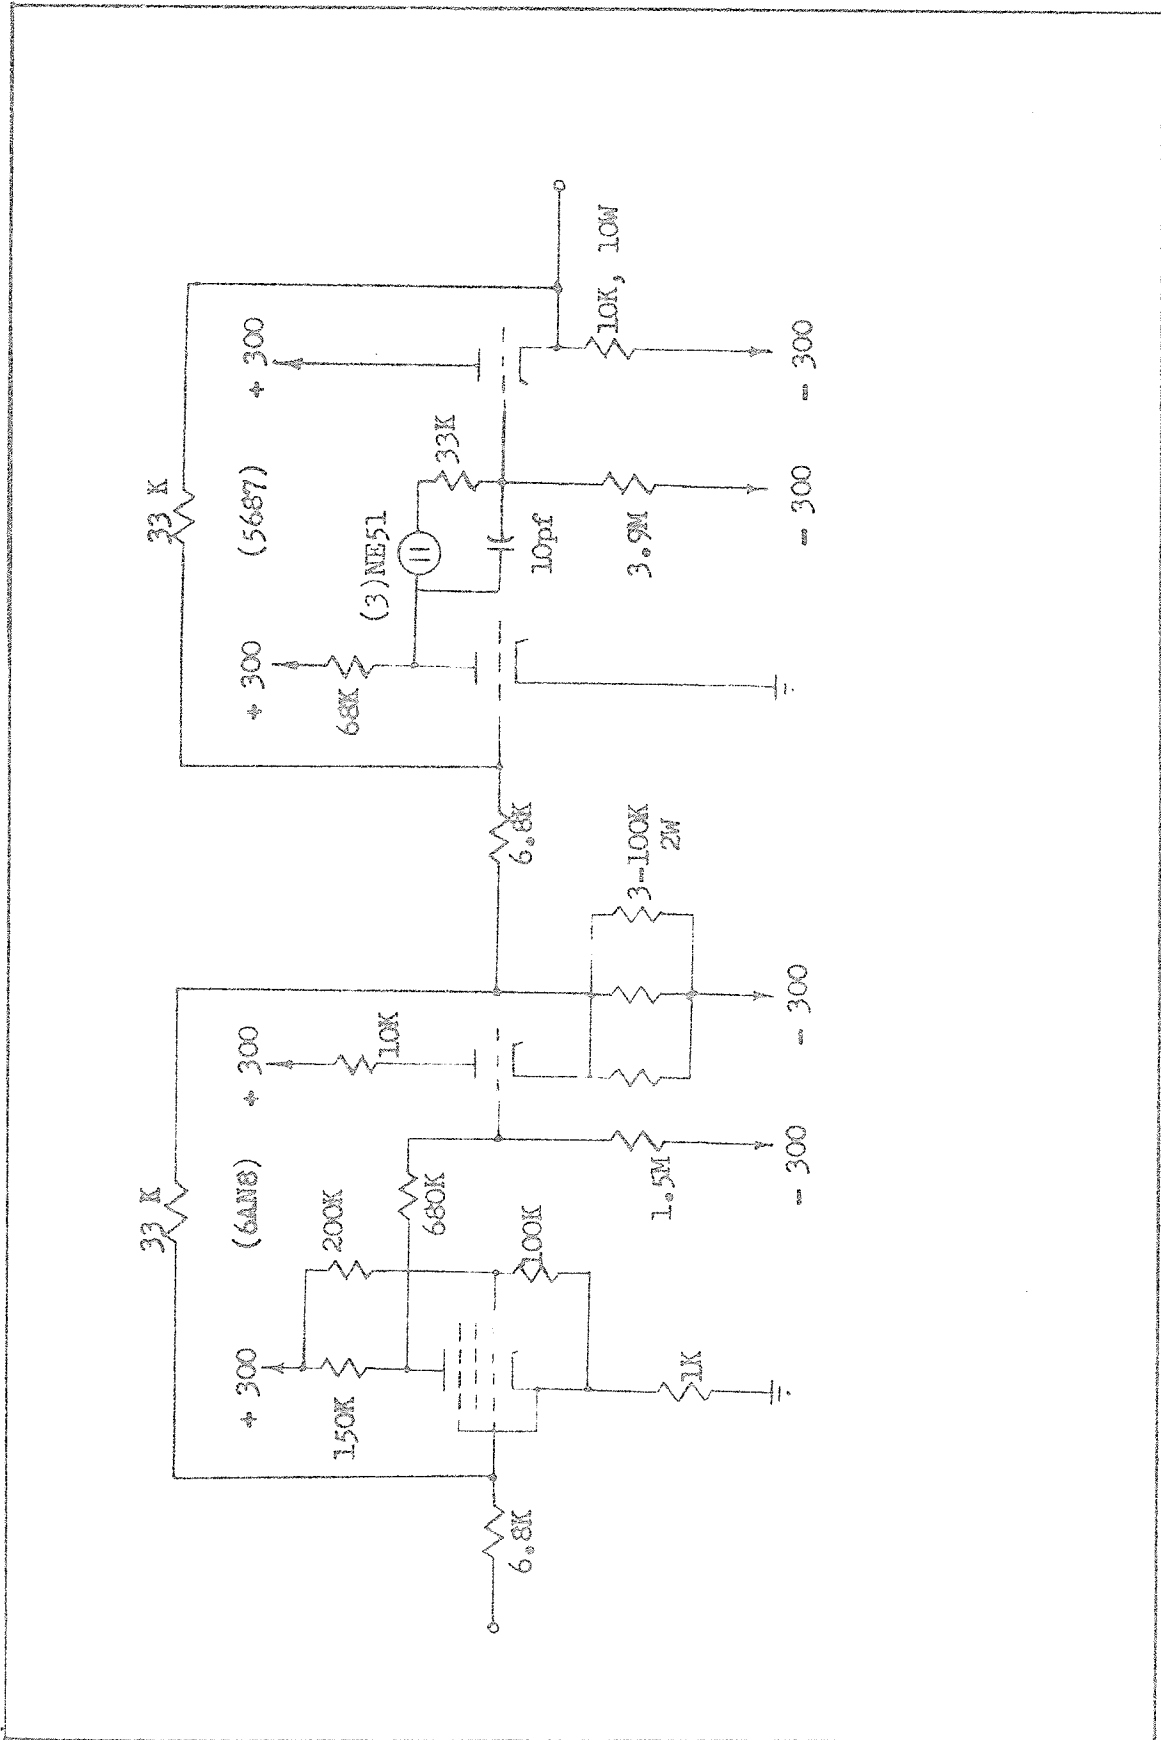 33 K
33 K
(6AN8)
(5687)
+ 300
+ 300
+ 300
+ 300
150K
200K
10K
68K
(3)NE51
33K
680K
6.8K
100K
6.8K
10pf
1K
1.5M
3-100K
2W
3.9M
10K, 10W
- 300
- 300
- 300
- 300